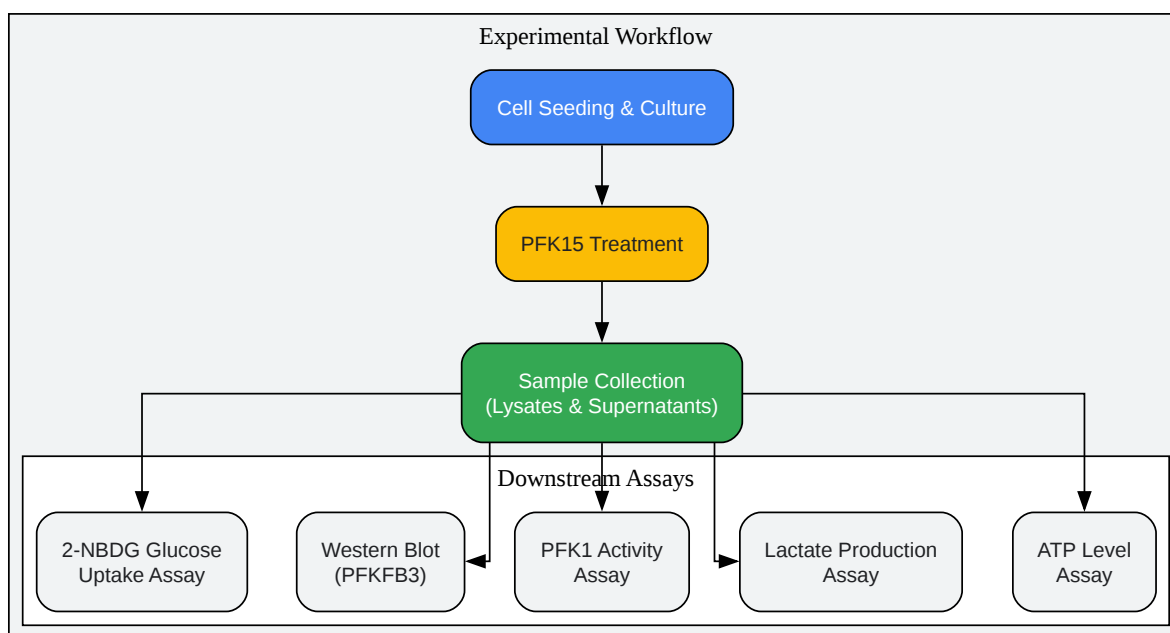 Experimental Workflow
Cell Seeding & Culture
PFK15 Treatment
Sample Collection
(Lysates & Supernatants)
Downstream Assays
2-NBDG Glucose
Uptake Assay
Western Blot
(PFKFB3)
PFK1 Activity
Assay
Lactate Production
Assay
ATP Level
Assay